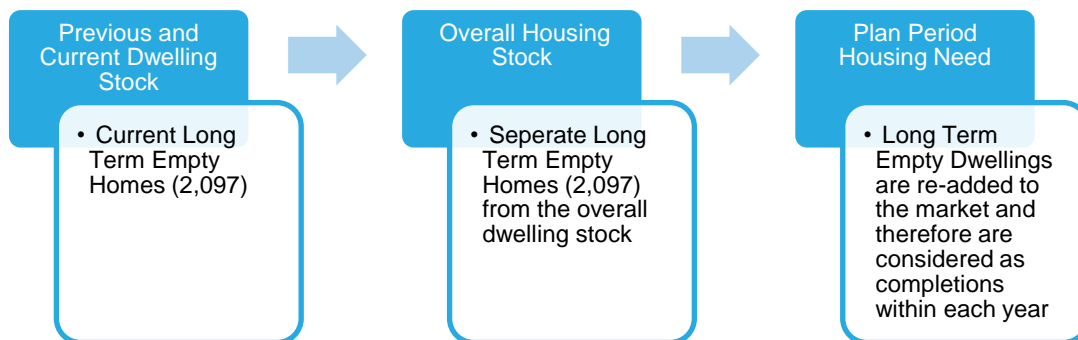 Previous and
Current Dwelling
Stock
• Current Long
Term Empty
Homes (2,097)
Overall Housing
Stock
• Seperate Long
Term Empty
Homes (2,097)
from the overall
dwelling stock
Plan Period
Housing Need
• Long Term
Empty Dwellings
are re-added to
the market and
therefore are
considered as
completions
within each year